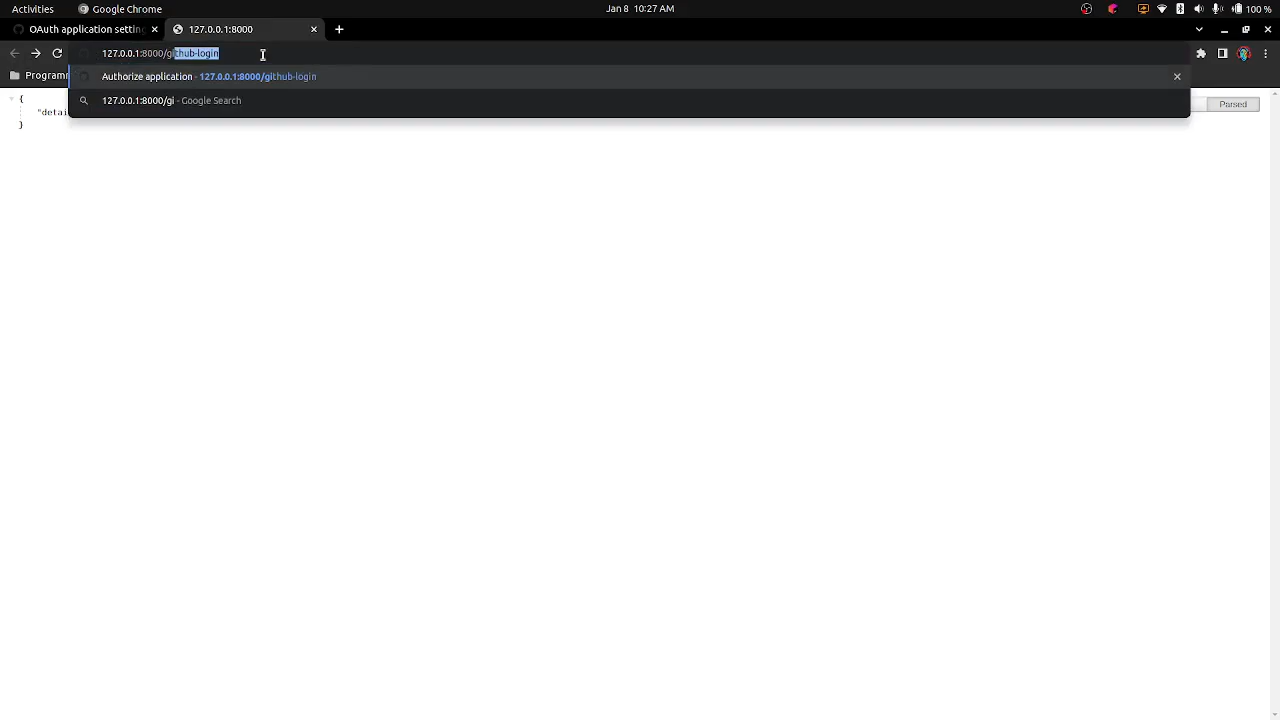 Activities
Google Chrome
Jan 8 10:27 AM
100 %
OAuth application settin
127.0.0.1:8000
127.0.0.1:8000/github-login
Programm
Authorize application - 127.0.0.1:8000/github-login
127.0.0.1:8000/gi - Google Search
{
"detai
}
Parsed